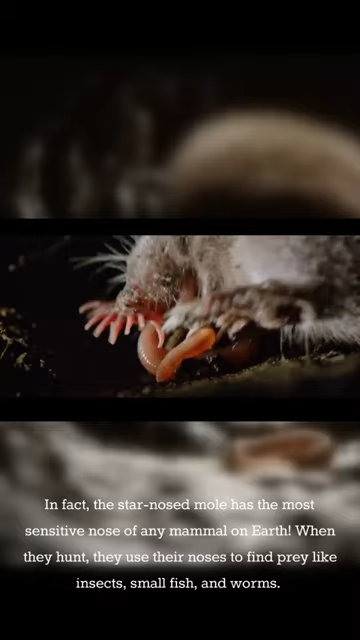 In fact, the star-nosed mole has the most
sensitive nose of any mammal on Earth! When
they hunt, they use their noses to find prey like
insects, small fish, and worms.